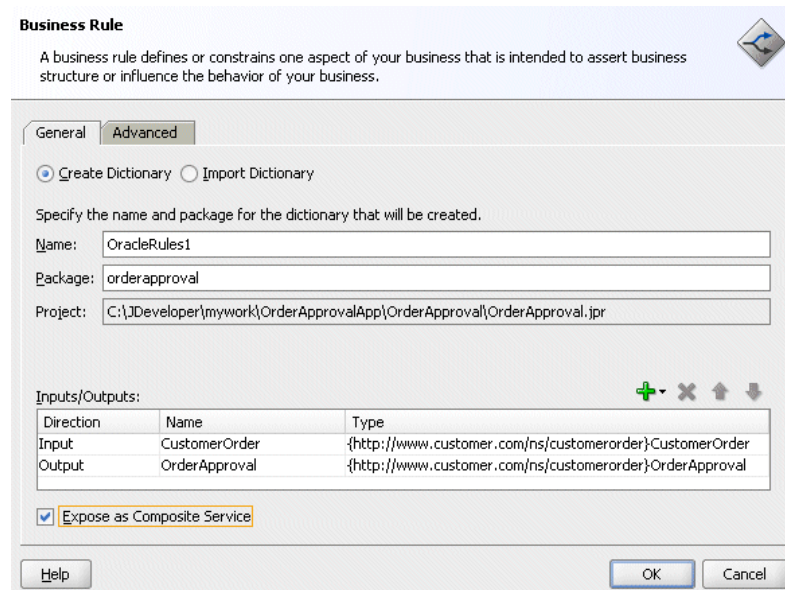 Business Rule
A business rule defines or constrains one aspect of your business that is intended to assert business
structure or influence the behavior of your business.
General Advanced
Create Dictionary Import Dictionary
Specify the name and package for the dictionary that will be created.
Name: OracleRules1
Package: orderapproval
Project: C:\JDeveloper\mywork\OrderApprovalApp\OrderApproval\OrderApproval.jpr
Inputs/Outputs:
Direction Name Type
Input CustomerOrder {http://www.customer.com/ns/customerorder}CustomerOrder
Output OrderApproval {http://www.customer.com/ns/customerorder}OrderApproval
Expose as Composite Service
Help OK Cancel